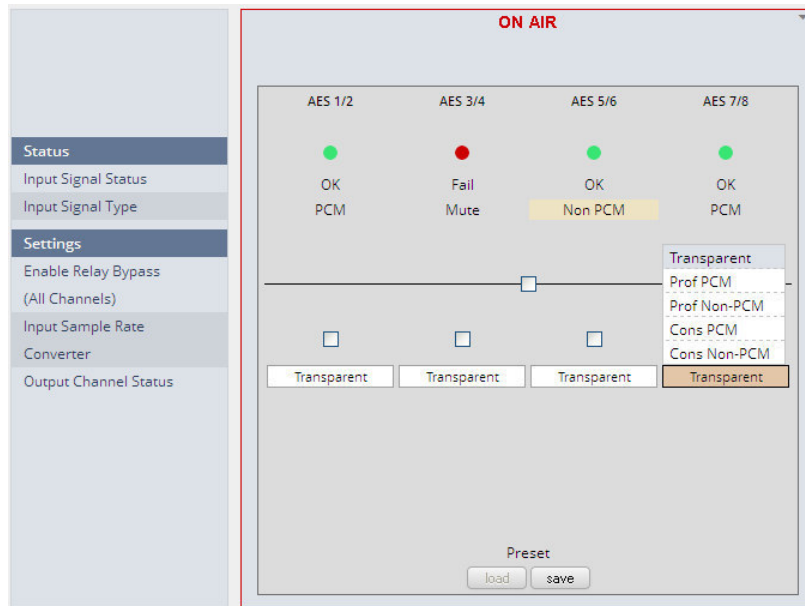 ON AIR
AES 1/2 AES 3/4 AES 5/6 AES 7/8
Status
Input Signal Status OK Fail OK OK
Input Signal Type PCM Mute Non PCM PCM
Settings
Enable Relay Bypass
(All Channels)
Input Sample Rate
Converter
Output Channel Status
Transparent
Prof PCM
Prof Non-PCM
Cons PCM
Cons Non-PCM
Transparent Transparent Transparent Transparent
Preset
load save